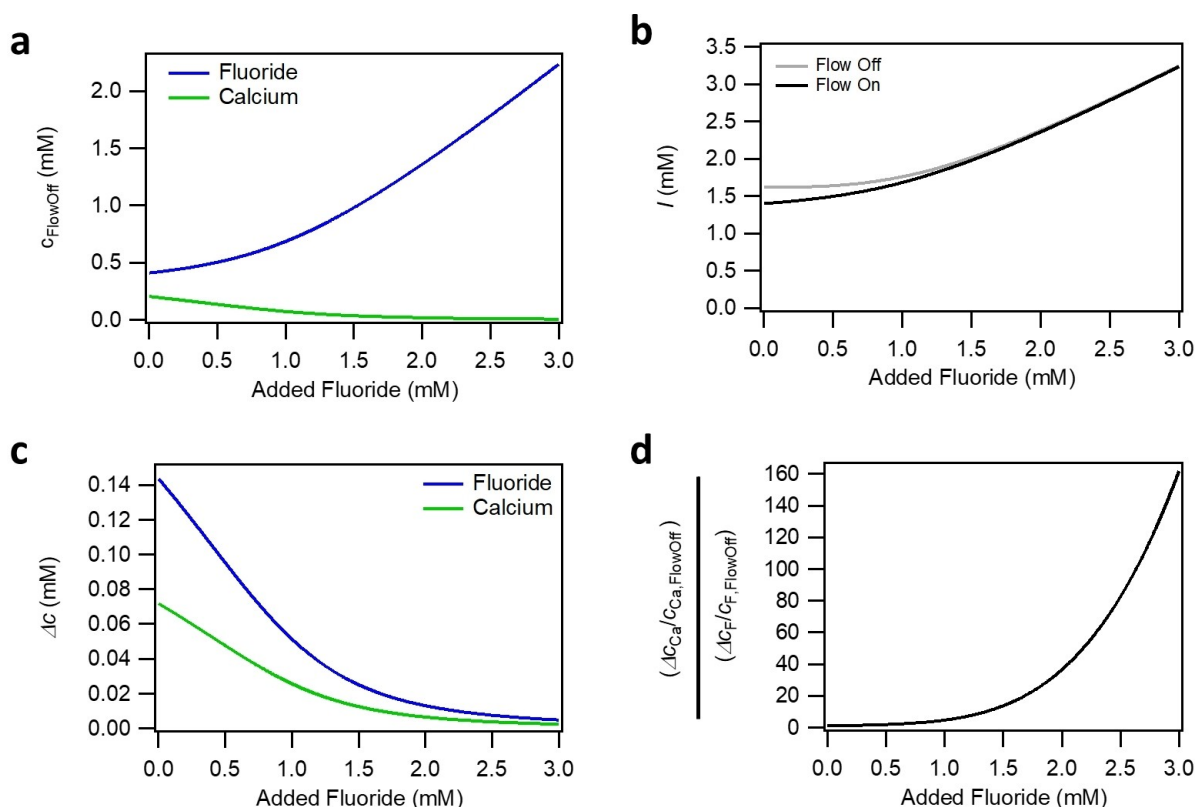 a
Fluoride
Calcium
2.0
1.5
1.0
0.5
0.0
cFlowOff (mM)
0.0 0.5 1.0 1.5 2.0 2.5 3.0
Added Fluoride (mM)
b
Flow Off
Flow On
3.5
3.0
2.5
2.0
1.5
1.0
0.5
0.0
I (mM)
0.0 0.5 1.0 1.5 2.0 2.5 3.0
Added Fluoride (mM)
c
Fluoride
Calcium
0.14
0.12
0.10
0.08
0.06
0.04
0.02
0.00
Δc (mM)
0.0 0.5 1.0 1.5 2.0 2.5 3.0
Added Fluoride (mM)
d
(ΔcCa/cCa,FlowOff)
(ΔcF/cF,FlowOff)
160
140
120
100
80
60
40
20
0
0.0 0.5 1.0 1.5 2.0 2.5 3.0
Added Fluoride (mM)